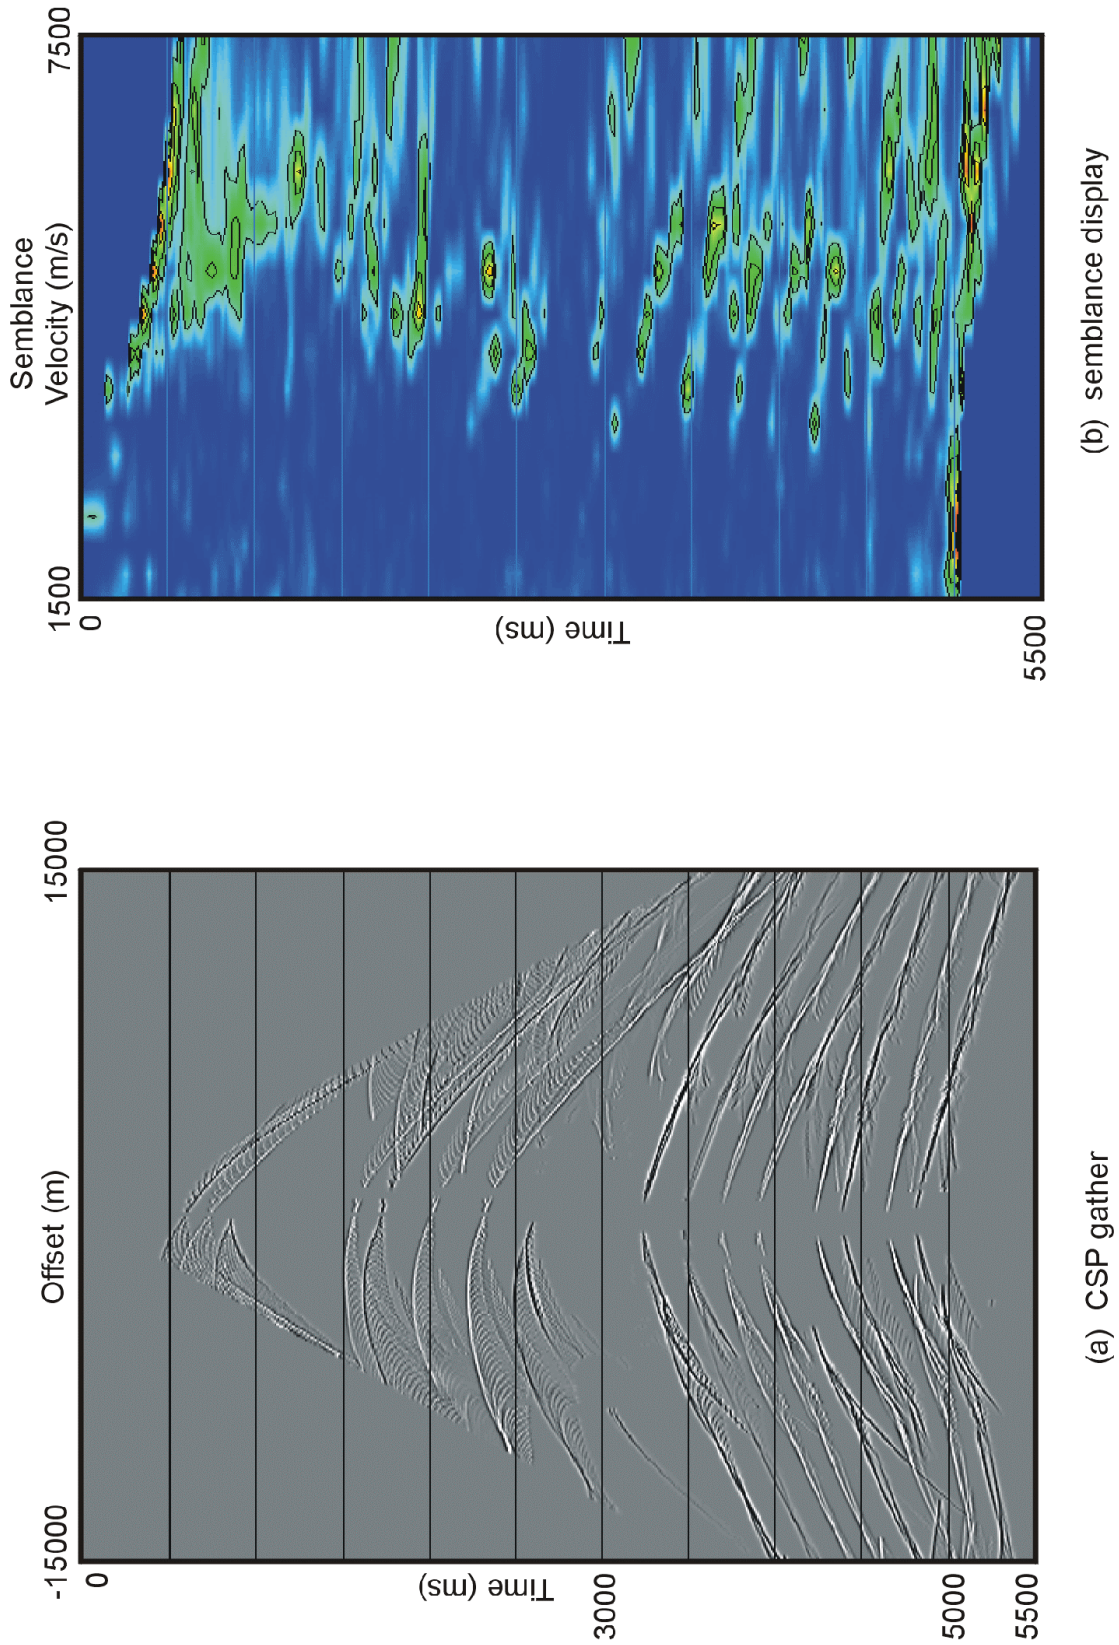 Offset (m)
-15000
15000
0
Time (ms)
3000
5000
5500
(a) CSP gather
Semblance
Velocity (m/s)
1500
7500
0
Time (ms)
5500
(b) semblance display